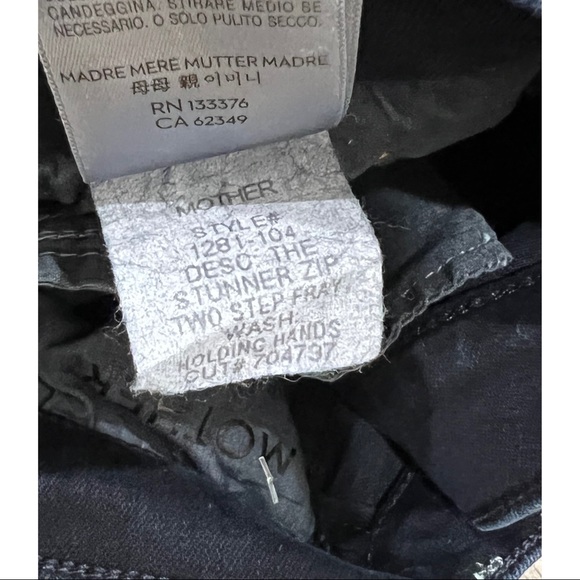 CANDEGGINA. STIRARE MEDIO SE
NECESSARIO. O SOLO PULITO SECCO.
MADRE MERE MUTTER MADRE
母母 親 어머니
RN 133376
CA 62349
MOTHER
STYLE#
1281-104
DESC: THE
STUNNER ZIP
TWO STEP FRAY
WASH:
HOLDING HANDS
CUT# 704797
MOTHER